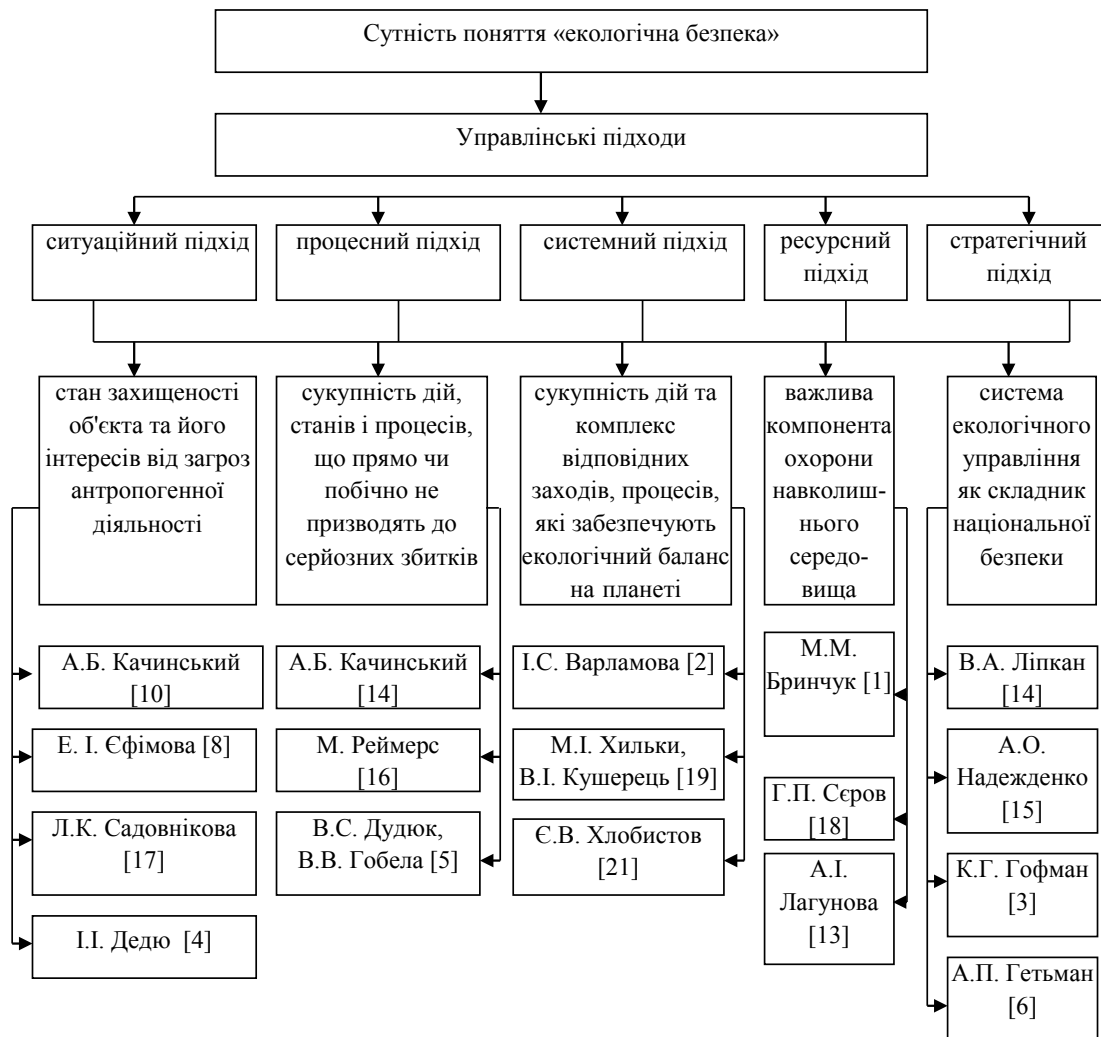 Сутність поняття «екологічна безпека»
Управлінські підходи
ситуаційний підхід
процесний підхід
системний підхід
ресурсний
підхід
стратегічний
підхід
стан захищеності
об'єкта та його
інтересів від загроз
антропогенної
діяльності
сукупність дій,
станів і процесів,
що прямо чи
побічно не
призводять до
серйозних збитків
сукупність дій та
комплекс
відповідних
заходів, процесів,
які забезпечують
екологічний баланс
на планеті
важлива
компонента
охорони
навколиш-
нього
середо-
вища
система
екологічного
управління
як складник
національної
безпеки
А.Б. Качинський
[10]
Е. І. Єфімова [8]
Л.К. Садовнікова
[17]
І.І. Дедю [4]
А.Б. Качинський
[14]
М. Реймерс
[16]
В.С. Дудюк,
В.В. Гобела [5]
І.С. Варламова [2]
М.І. Хильки,
В.І. Кушерець [19]
Є.В. Хлобистов
[21]
М.М.
Бринчук [1]
Г.П. Сєров
[18]
А.І.
Лагунова
[13]
В.А. Ліпкан
[14]
А.О.
Надежденко
[15]
К.Г. Гофман
[3]
А.П. Гетьман
[6]